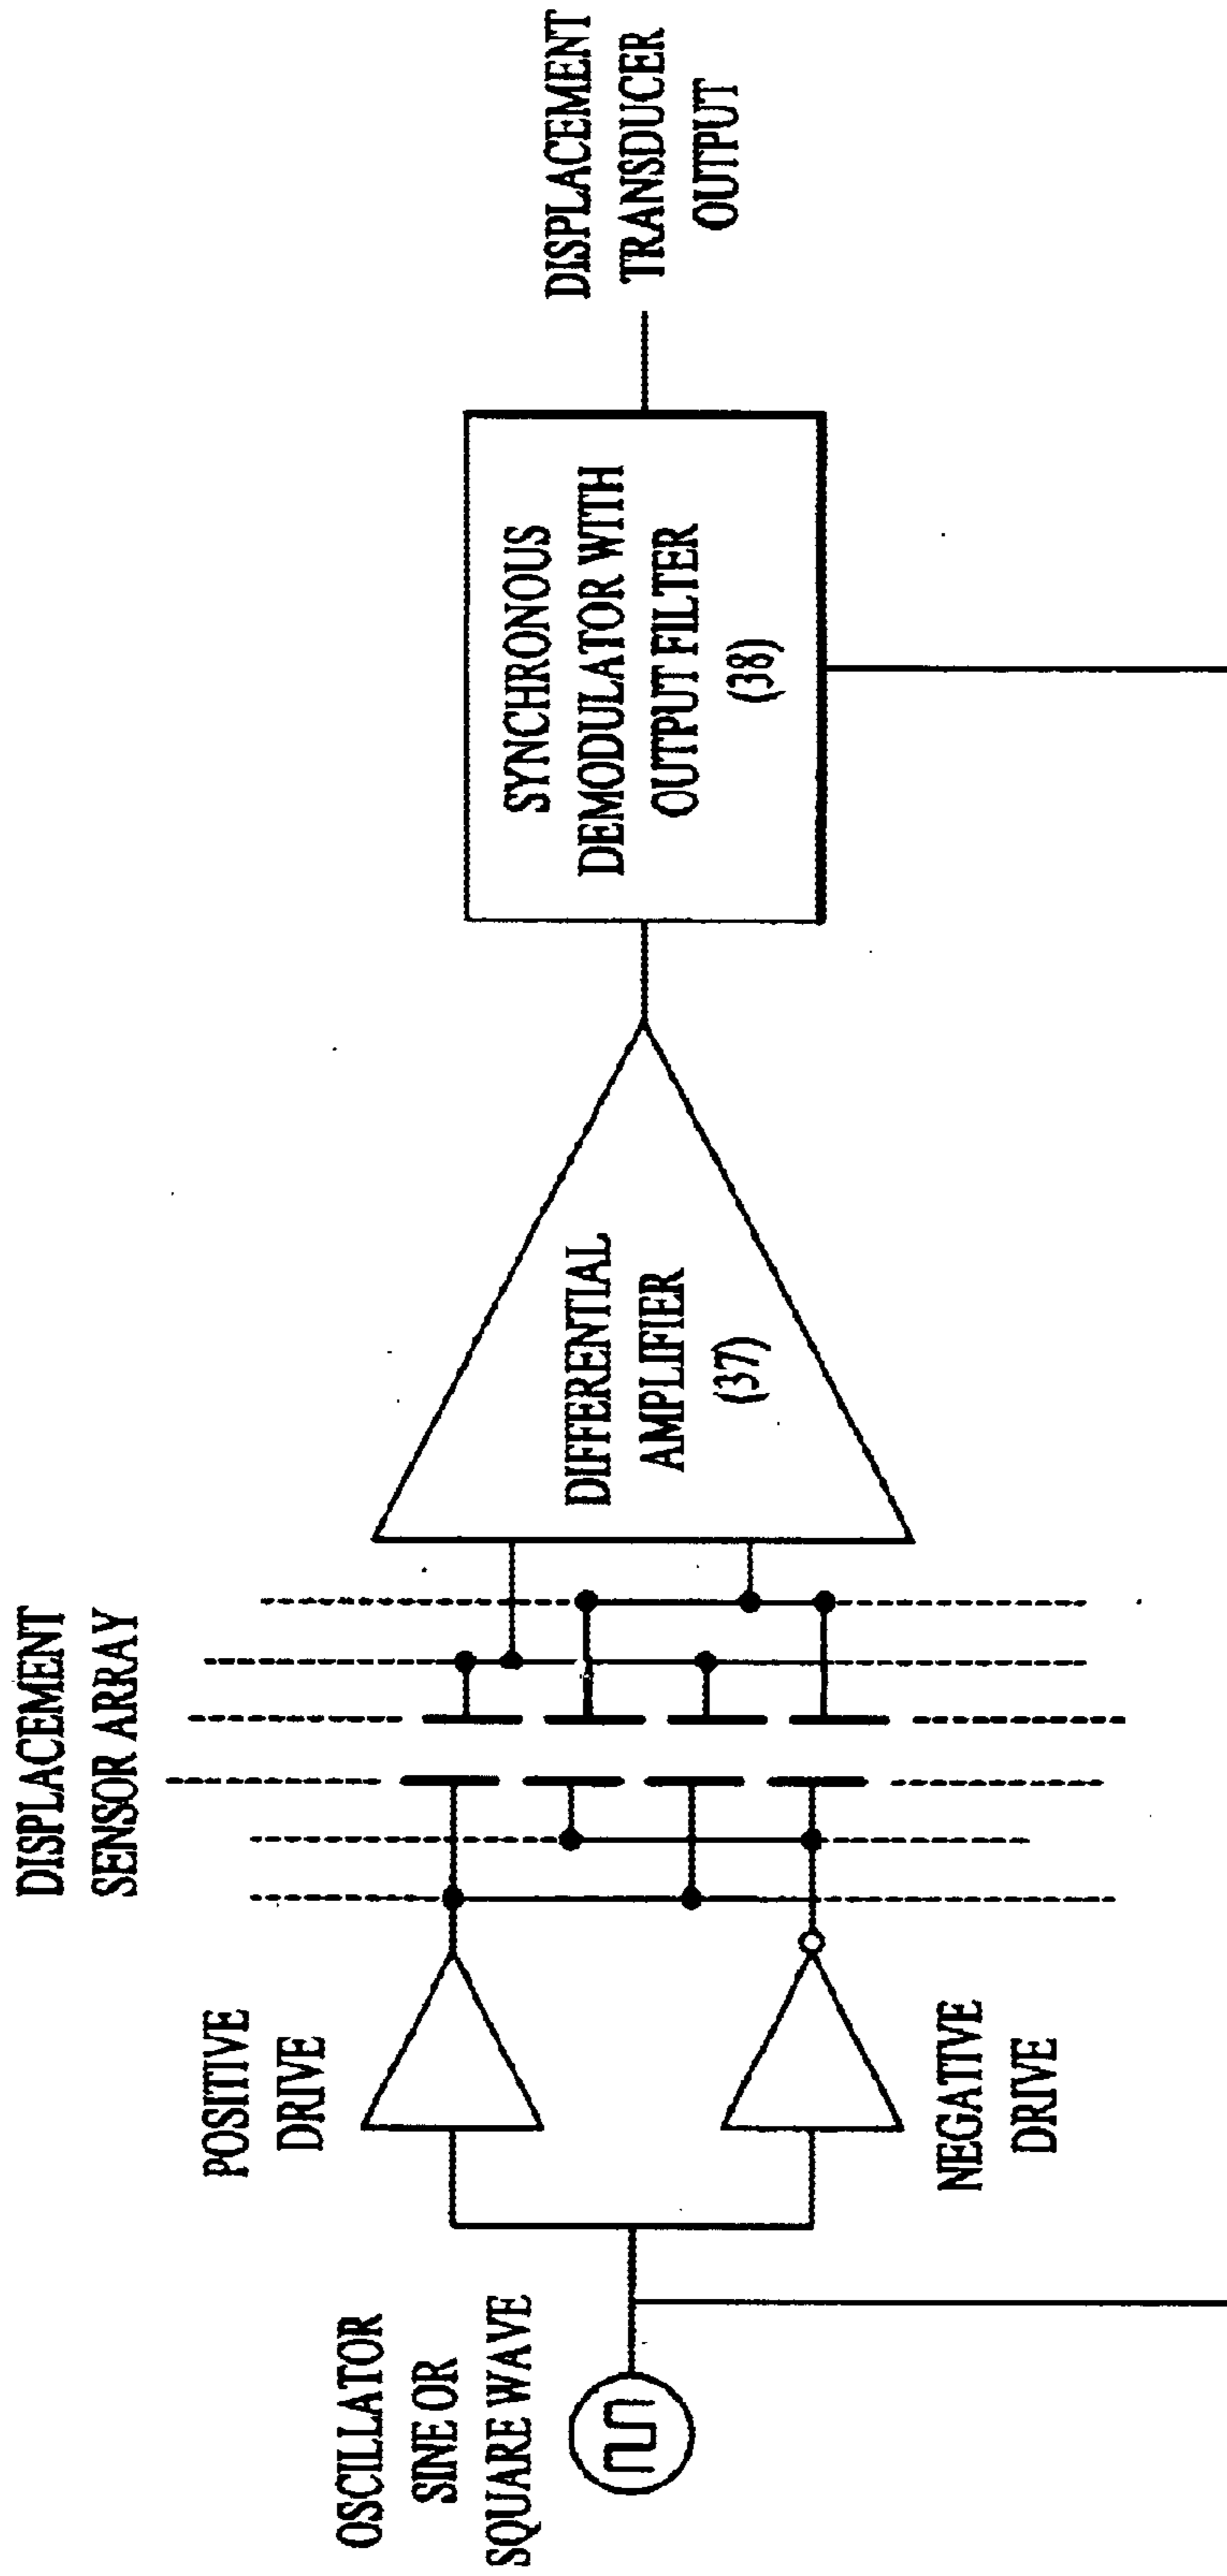 OSCILLATOR
SINE OR
SQUARE WAVE
POSITIVE
DRIVE
NEGATIVE
DRIVE
DISPLACEMENT
SENSOR ARRAY
DIFFERENTIAL
AMPLIFIER
(37)
SYNCHRONOUS
DEMODULATOR WITH
OUTPUT FILTER
(38)
DISPLACEMENT
TRANSDUCER
OUTPUT